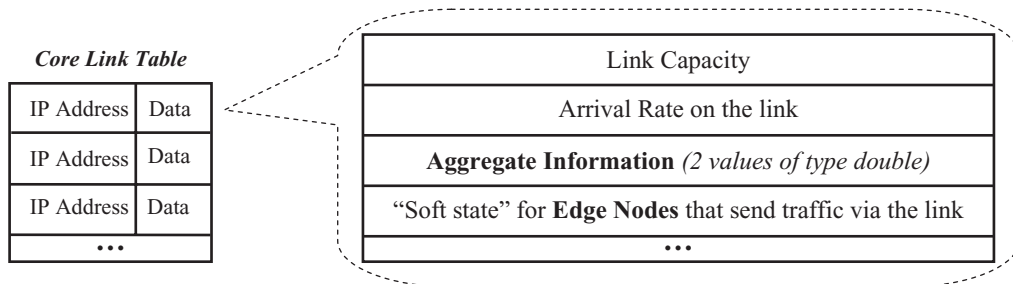 Core Link Table
IP Address Data
IP Address Data
IP Address Data
•••
Link Capacity
Arrival Rate on the link
Aggregate Information (2 values of type double)
“Soft state” for Edge Nodes that send traffic via the link
•••